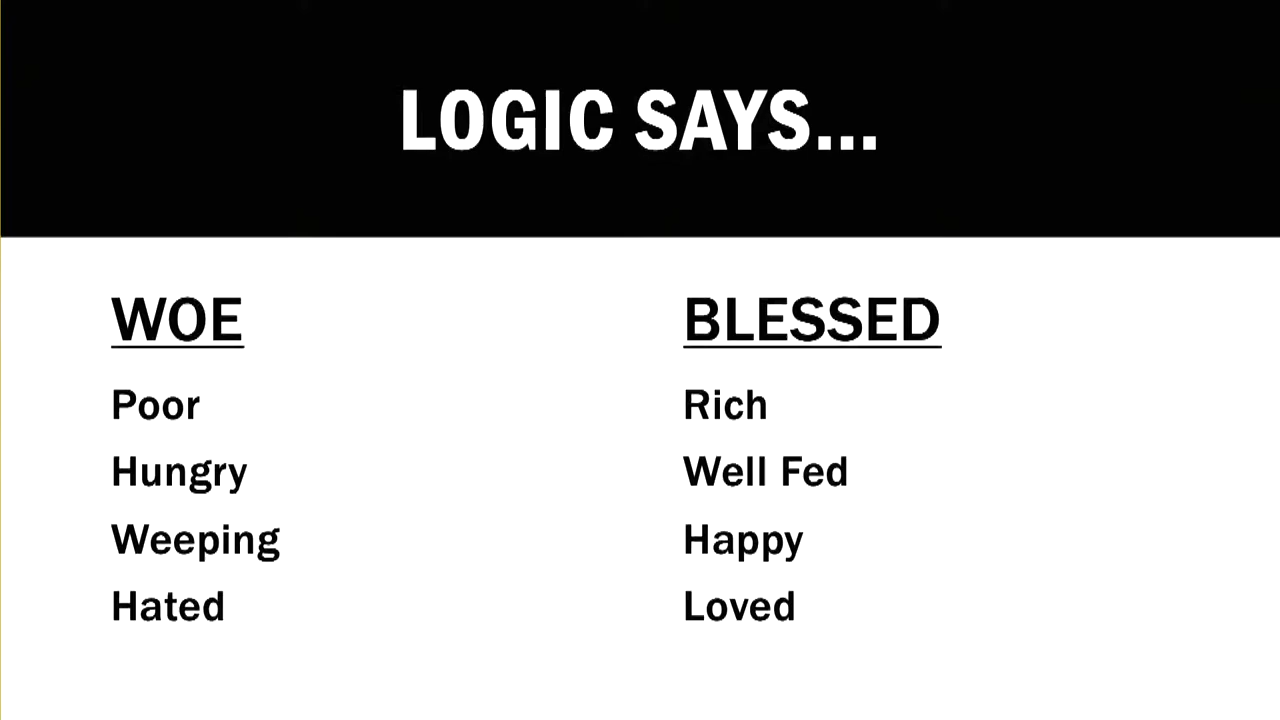 LOGIC SAYS...
WOE
Poor
Hungry
Weeping
Hated
BLESSED
Rich
Well Fed
Happy
Loved